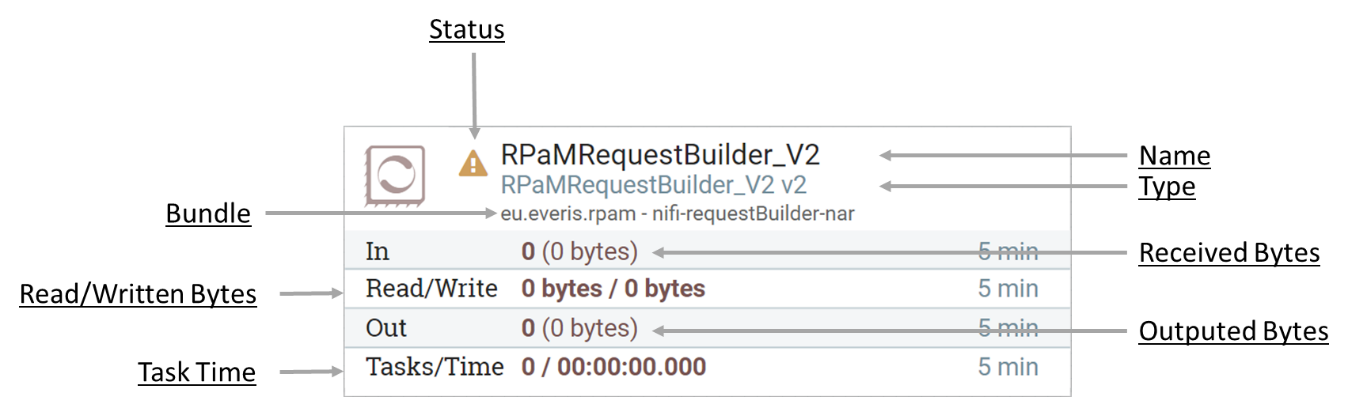 Status
RPaMRequestBuilder_V2
Name
RPaMRequestBuilder_V2 v2
Type
Bundle
eu.everis.rpam - nifi-requestBuilder-nar
In 0 (0 bytes) 5 min
Received Bytes
Read/Written Bytes
Read/Write 0 bytes / 0 bytes 5 min
Out 0 (0 bytes) 5 min
Outputed Bytes
Task Time
Tasks/Time 0 / 00:00:00.000 5 min